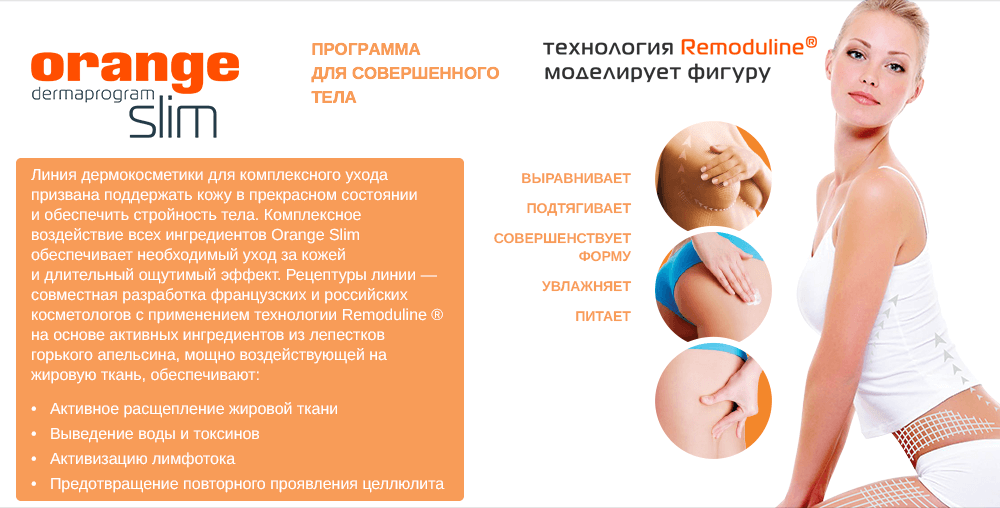 orange
dermaprogram
slim
ПРОГРАММА
ДЛЯ СОВЕРШЕННОГО
ТЕЛА
технология Remoduline®
моделирует фигуру
Линия дермокосметики для комплексного ухода
призвана поддержать кожу в прекрасном состоянии
и обеспечить стройность тела. Комплексное
воздействие всех ингредиентов Orange Slim
обеспечивает необходимый уход за кожей
и длительный ощутимый эффект. Рецептуры линии —
совместная разработка французских и российских
косметологов с применением технологии Remoduline ®
на основе активных ингредиентов из лепестков
горького апельсина, мощно воздействующей на
жировую ткань, обеспечивают:
• Активное расщепление жировой ткани
• Выведение воды и токсинов
• Активизацию лимфотока
• Предотвращение повторного проявления целлюлита
ВЫРАВНИВАЕТ
ПОДТЯГИВАЕТ
СОВЕРШЕНСТВУЕТ
ФОРМУ
УВЛАЖНЯЕТ
ПИТАЕТ